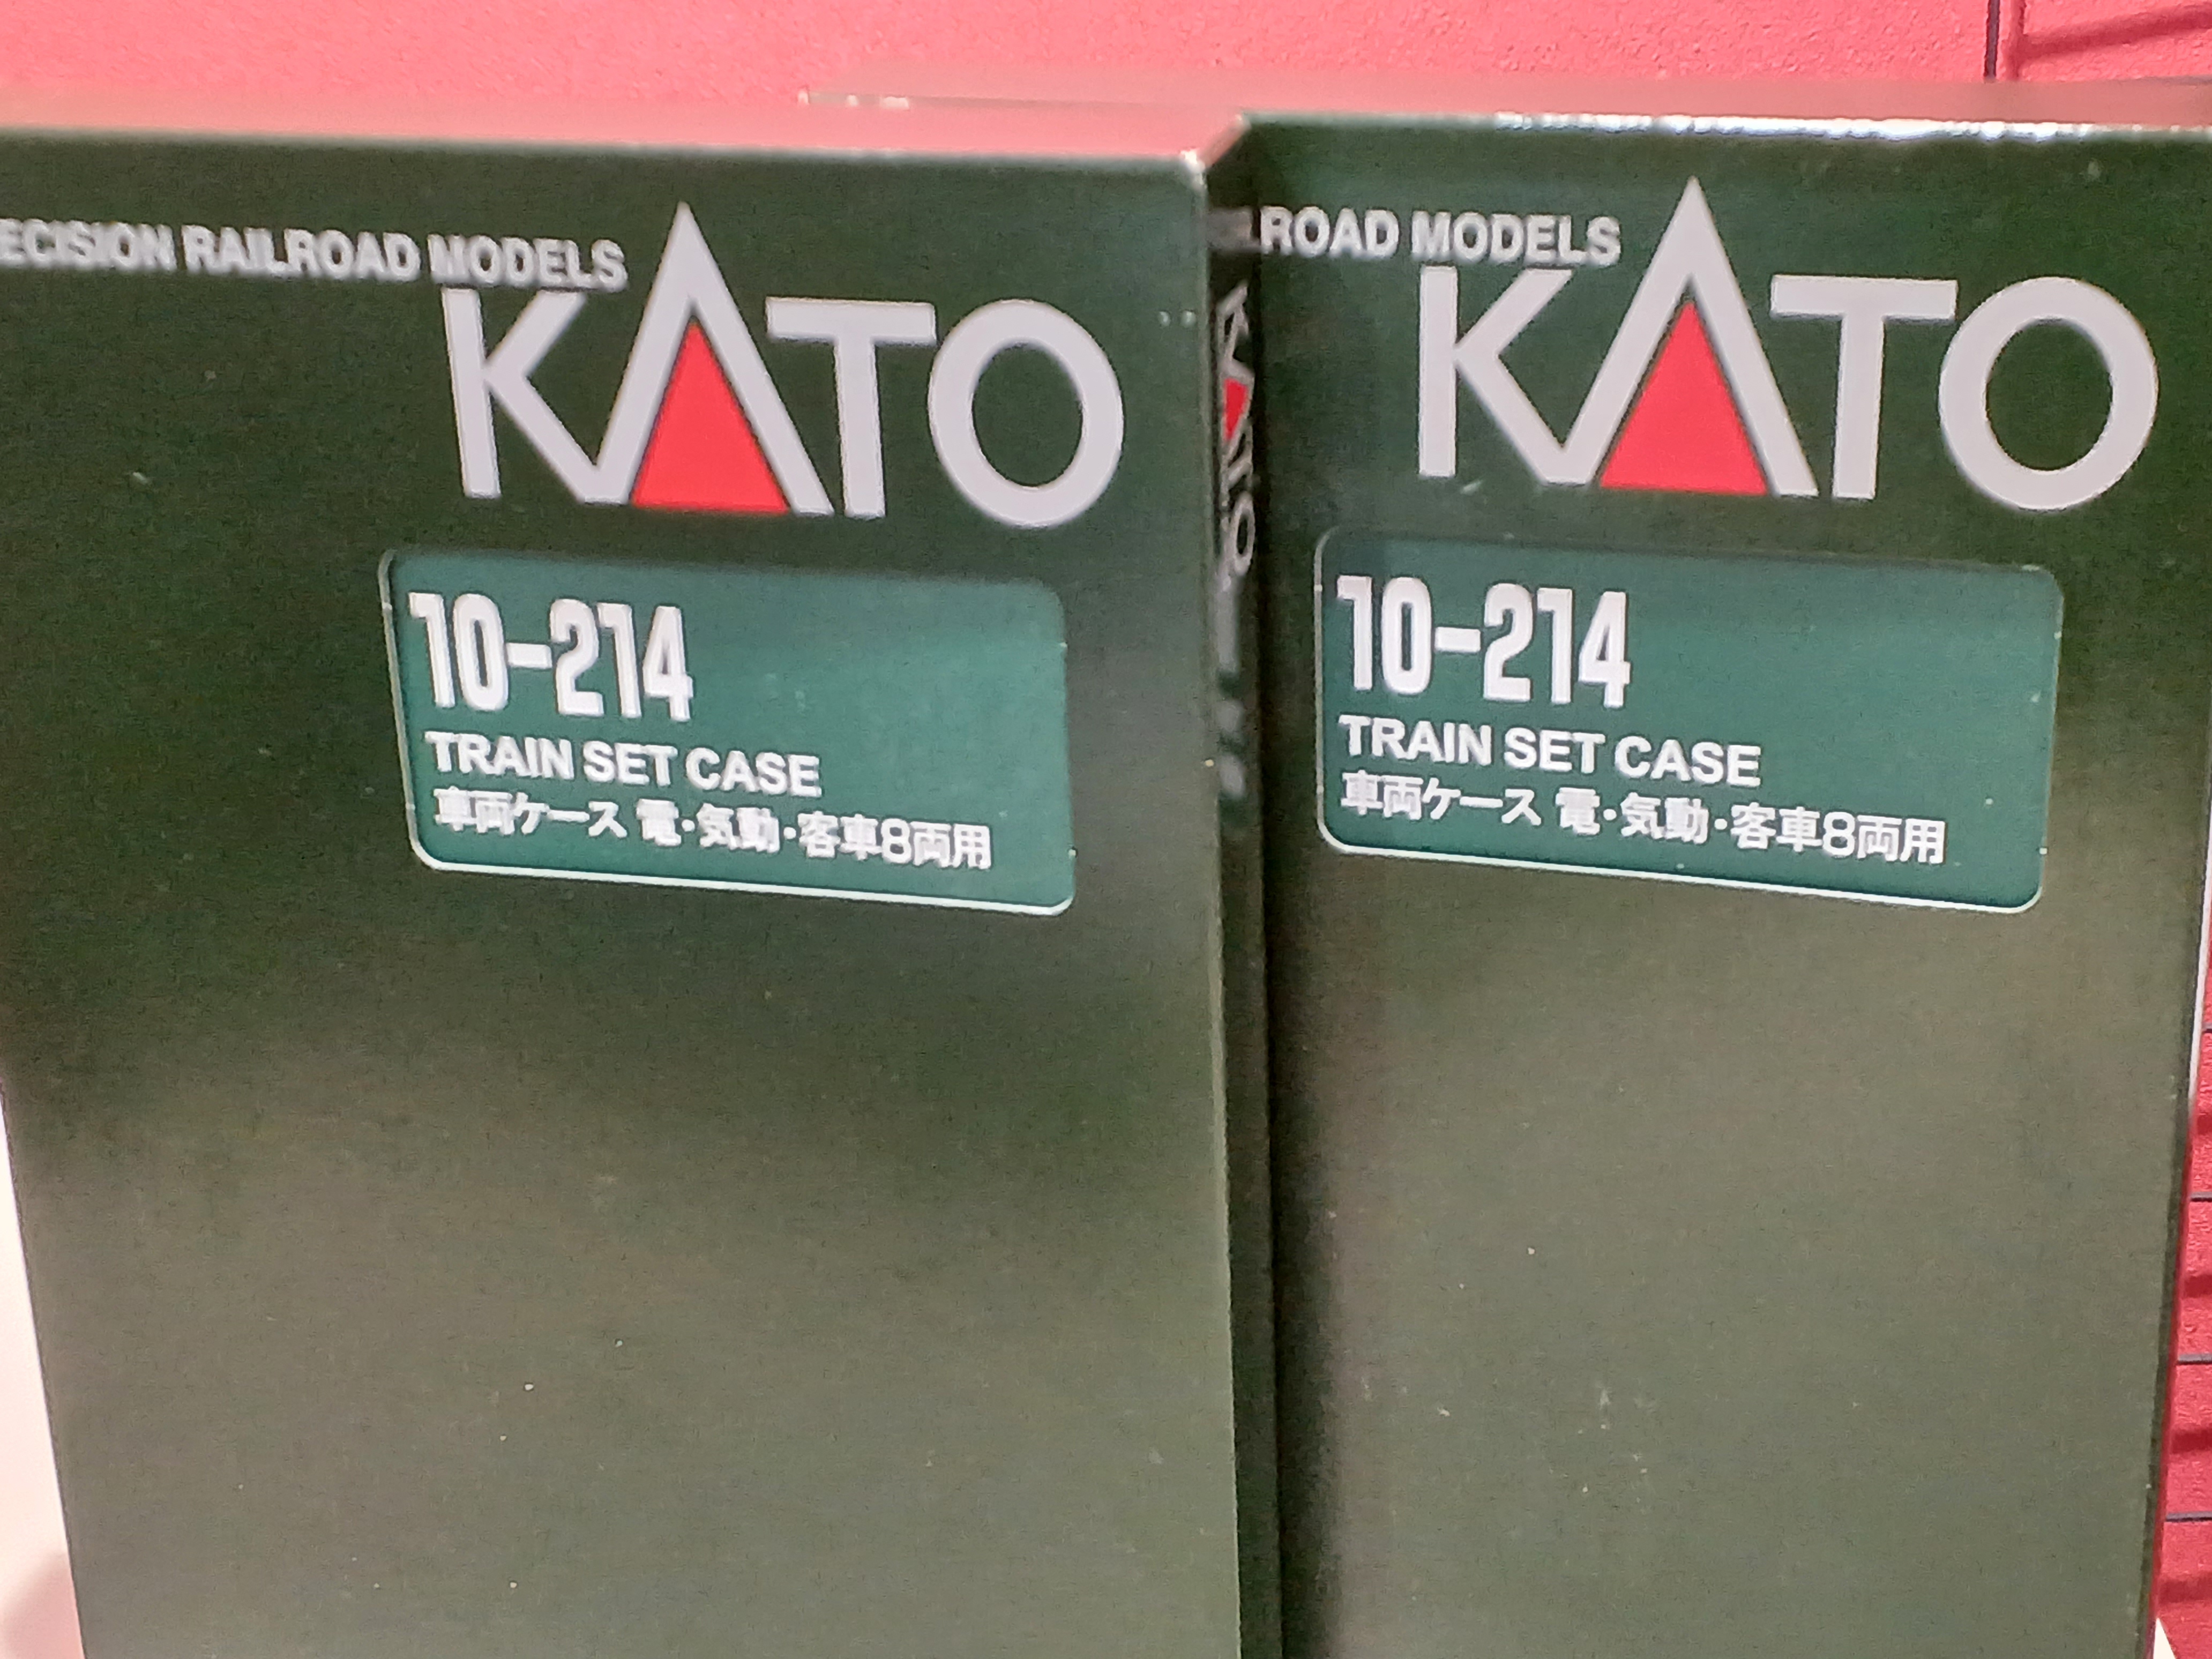 ECISION RAILROAD MODELS
KATO
10-214
TRAIN SET CASE
車両ケース 電・気動・客車8両用
KATO
ROAD MODELS
KATO
10-214
TRAIN SET CASE
車両ケース 電・気動・客車8両用